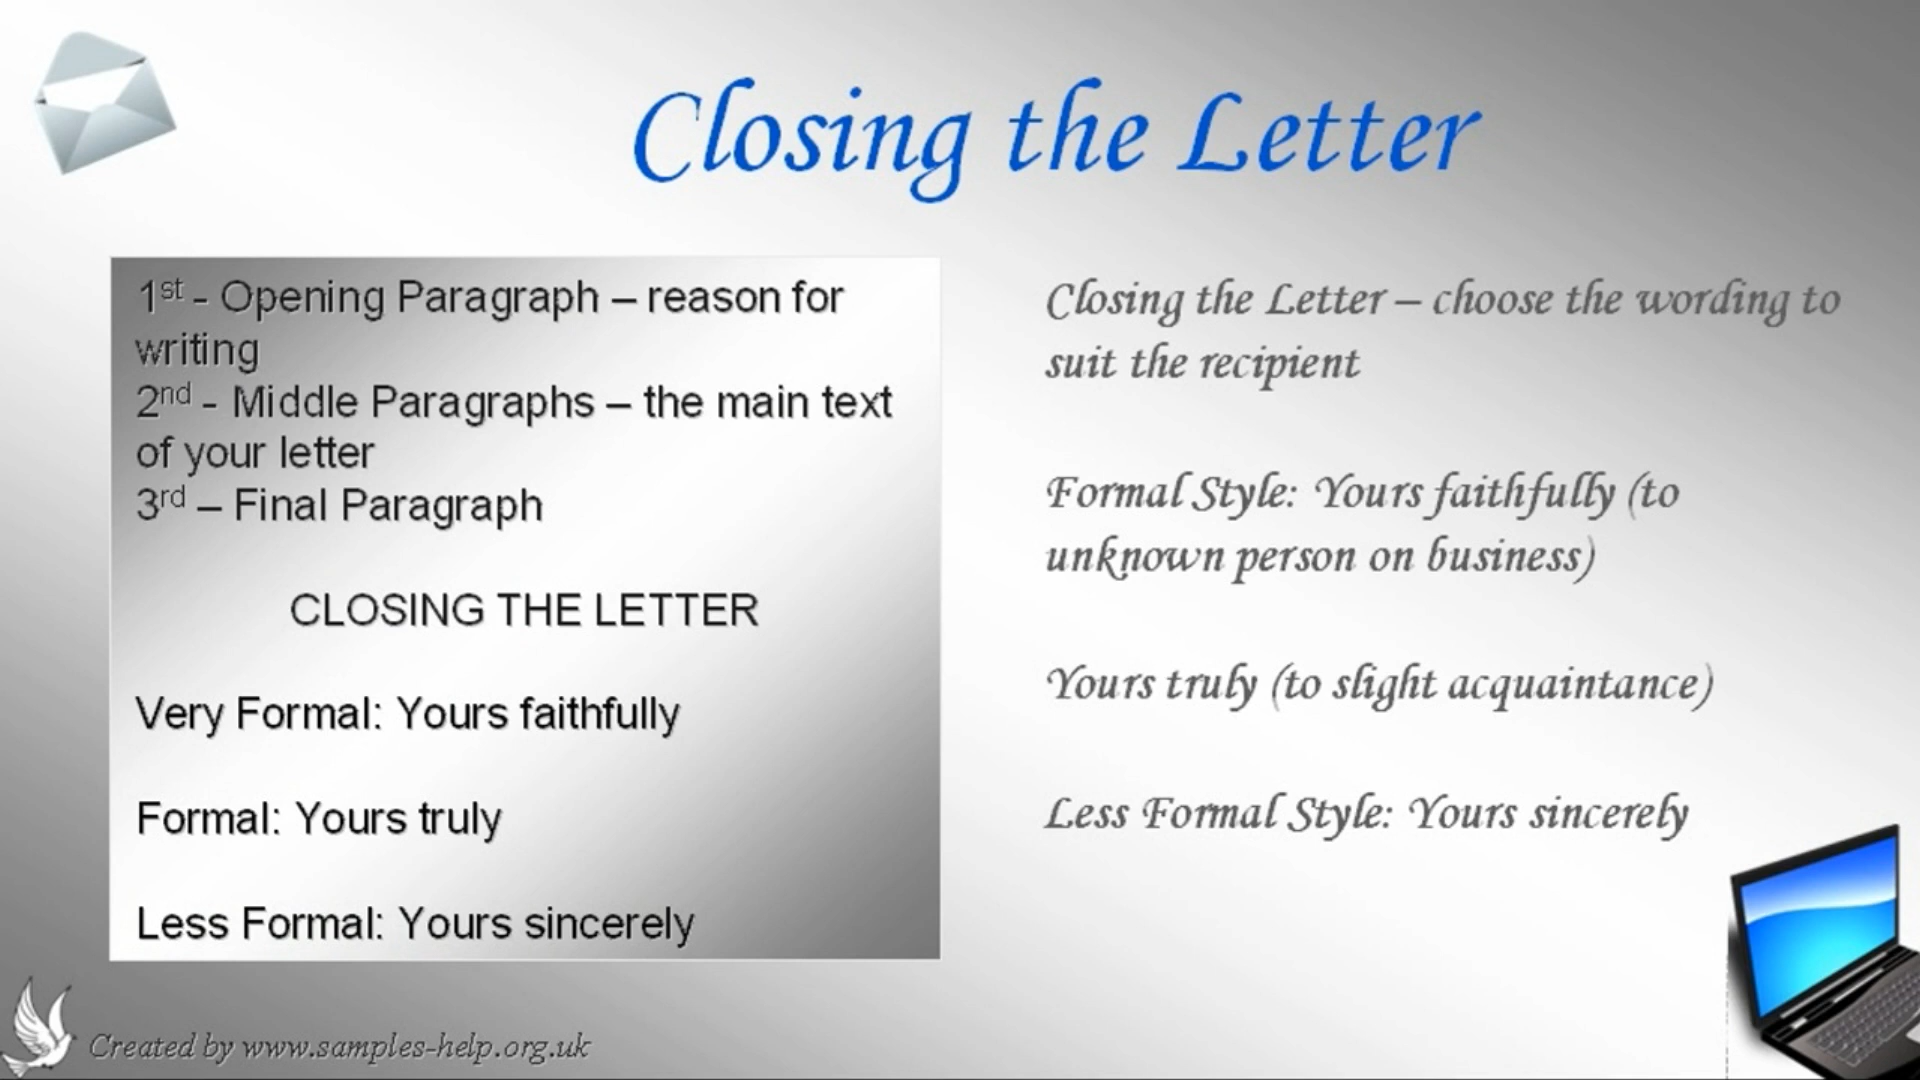 Closing the Letter
1st - Opening Paragraph – reason for
writing
2nd - Middle Paragraphs – the main text
of your letter
3rd – Final Paragraph
CLOSING THE LETTER
Very Formal: Yours faithfully
Formal: Yours truly
Less Formal: Yours sincerely
Closing the Letter – choose the wording to
suit the recipient
Formal Style: Yours faithfully (to
unknown person on business)
Yours truly (to slight acquaintance)
Less Formal Style: Yours sincerely
Created by www.samples-help.org.uk